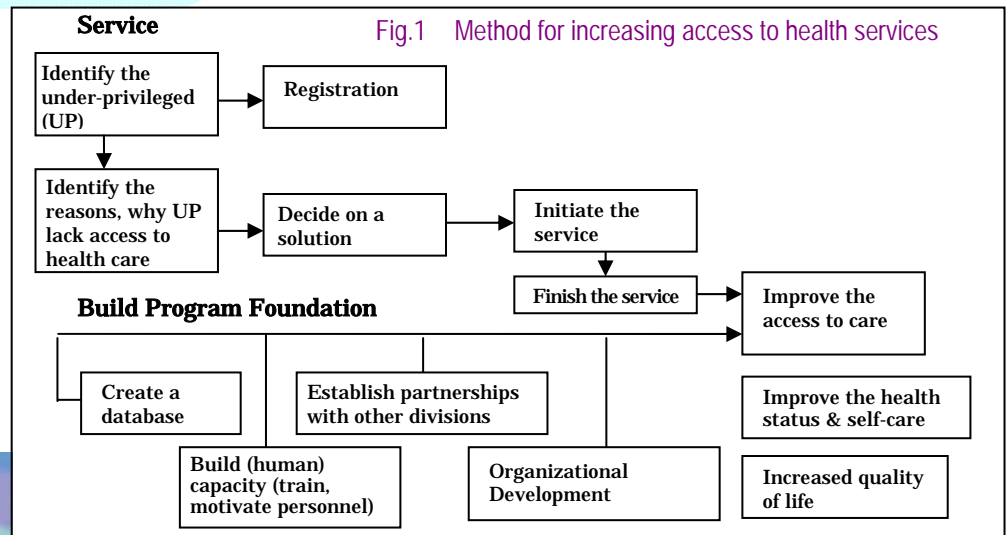 Service
Fig.1 Method for increasing access to health services
Identify the
under-privileged
(UP)
Registration
Identify the
reasons, why UP
lack access to
health care
Decide on a
solution
Initiate the
service
Finish the service
Improve the
access to care
Build Program Foundation
Create a
database
Establish partnerships
with other divisions
Improve the health
status & self-care
Build (human)
capacity (train,
motivate personnel)
Organizational
Development
Increased quality
of life